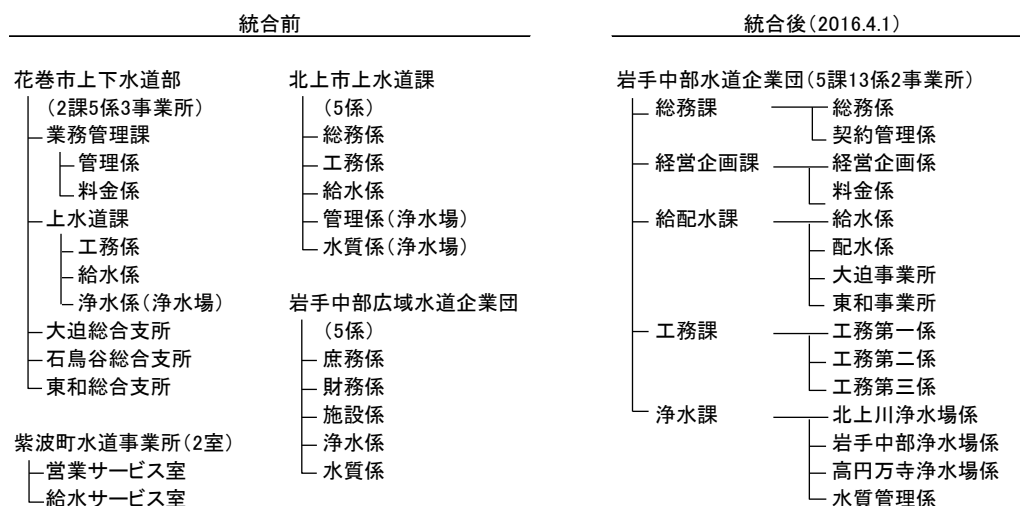 統合前
花巻市上下水道部
(2課5係3事業所)
業務管理課
管理係
料金係
上水道課
工務係
給水係
浄水係(浄水場)
大迫総合支所
石鳥谷総合支所
東和総合支所
紫波町水道事業所(2室)
営業サービス室
給水サービス室
北上市上水道課
(5係)
総務係
工務係
給水係
管理係(浄水場)
水質係(浄水場)
岩手中部広域水道企業団
(5係)
庶務係
財務係
施設係
浄水係
水質係
統合後(2016.4.1)
岩手中部水道企業団(5課13係2事業所)
総務課
総務係
契約管理係
経営企画課
経営企画係
料金係
給配水課
給水係
配水係
大迫事業所
東和事業所
工務課
工務第一係
工務第二係
工務第三係
浄水課
北上川浄水場係
岩手中部浄水場係
高円万寺浄水場係
水質管理係